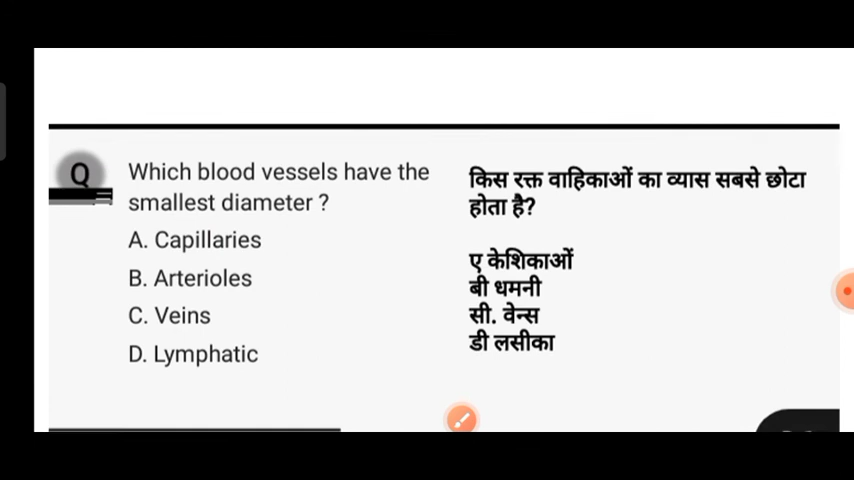 Q
Which blood vessels have the
smallest diameter ?
A. Capillaries
B. Arterioles
C. Veins
D. Lymphatic
किस रक्त वाहिकाओं का व्यास सबसे छोटा
होता है?
ए केशिकाओं
बी धमनी
सी. वेन्स
डी लसीका